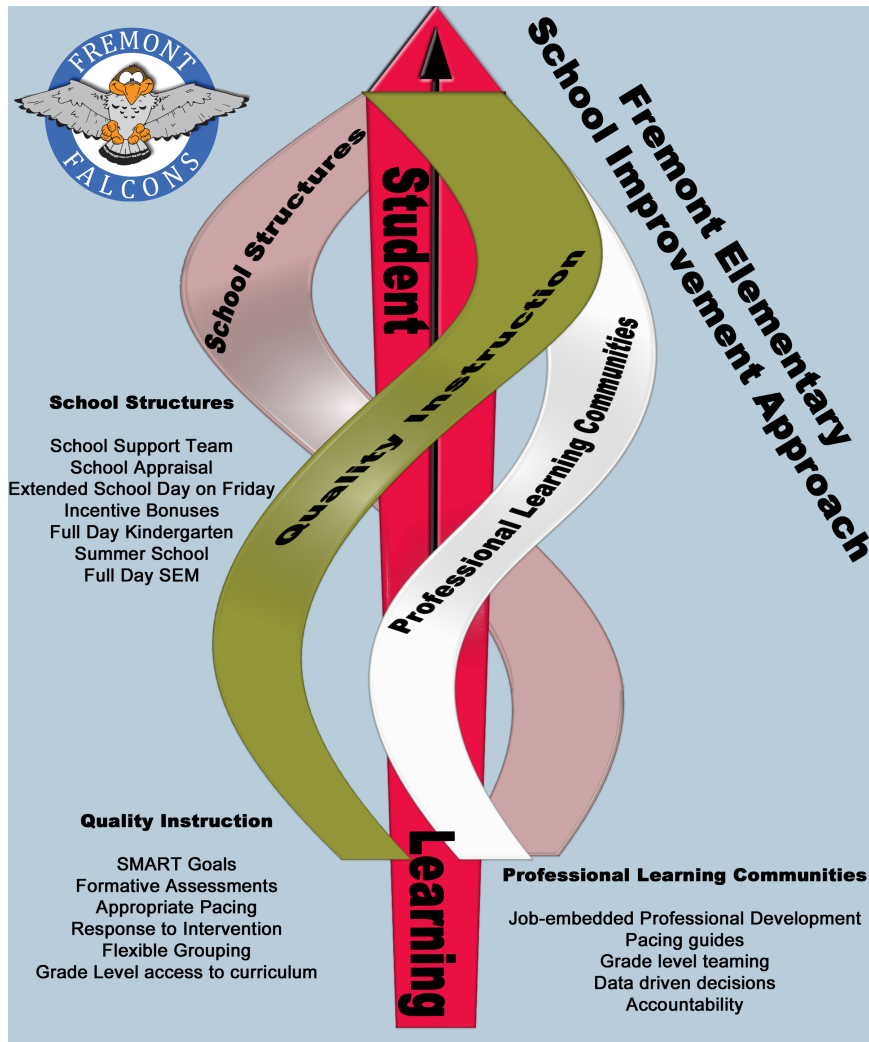 FREMONT
FALCONS
Fremont Elementary
School Improvement Approach
Student
Learning
School Structures
Quality Instruction
Professional Learning Communities
School Structures
School Support Team
School Appraisal
Extended School Day on Friday
Incentive Bonuses
Full Day Kindergarten
Summer School
Full Day SEM
Quality Instruction
SMART Goals
Formative Assessments
Appropriate Pacing
Response to Intervention
Flexible Grouping
Grade Level access to curriculum
Professional Learning Communities
Job-embedded Professional Development
Pacing guides
Grade level teaming
Data driven decisions
Accountability